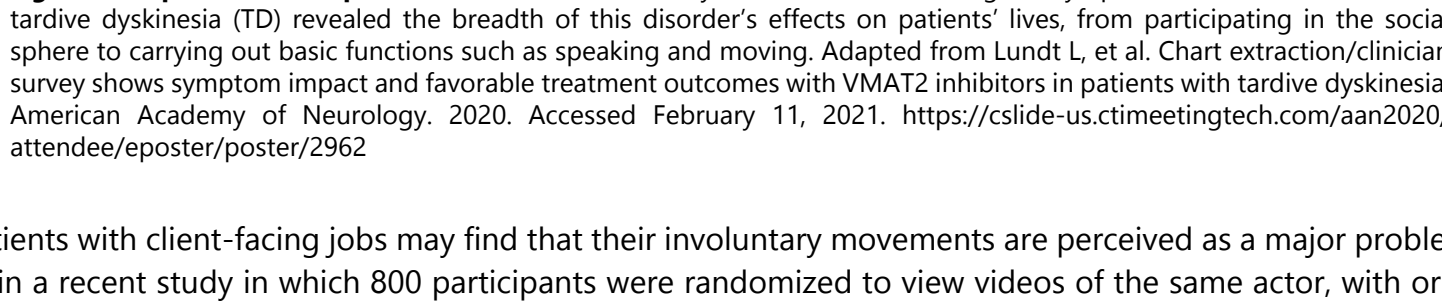 tardive dyskinesia (TD) revealed the breadth of this disorder's effects on patients' lives, from participating in the socia
sphere to carrying out basic functions such as speaking and moving. Adapted from Lundt L, et al. Chart extraction/clinician
survey shows symptom impact and favorable treatment outcomes with VMAT2 inhibitors in patients with tardive dyskinesia
American Academy of Neurology. 2020. Accessed February 11, 2021. https://cslide-us.ctimeetingtech.com/aan2020/
attendee/eposter/poster/2962
tients with client-facing jobs may find that their involuntary movements are perceived as a major proble
in a recent study in which 800 participants were randomized to view videos of the same actor, with or